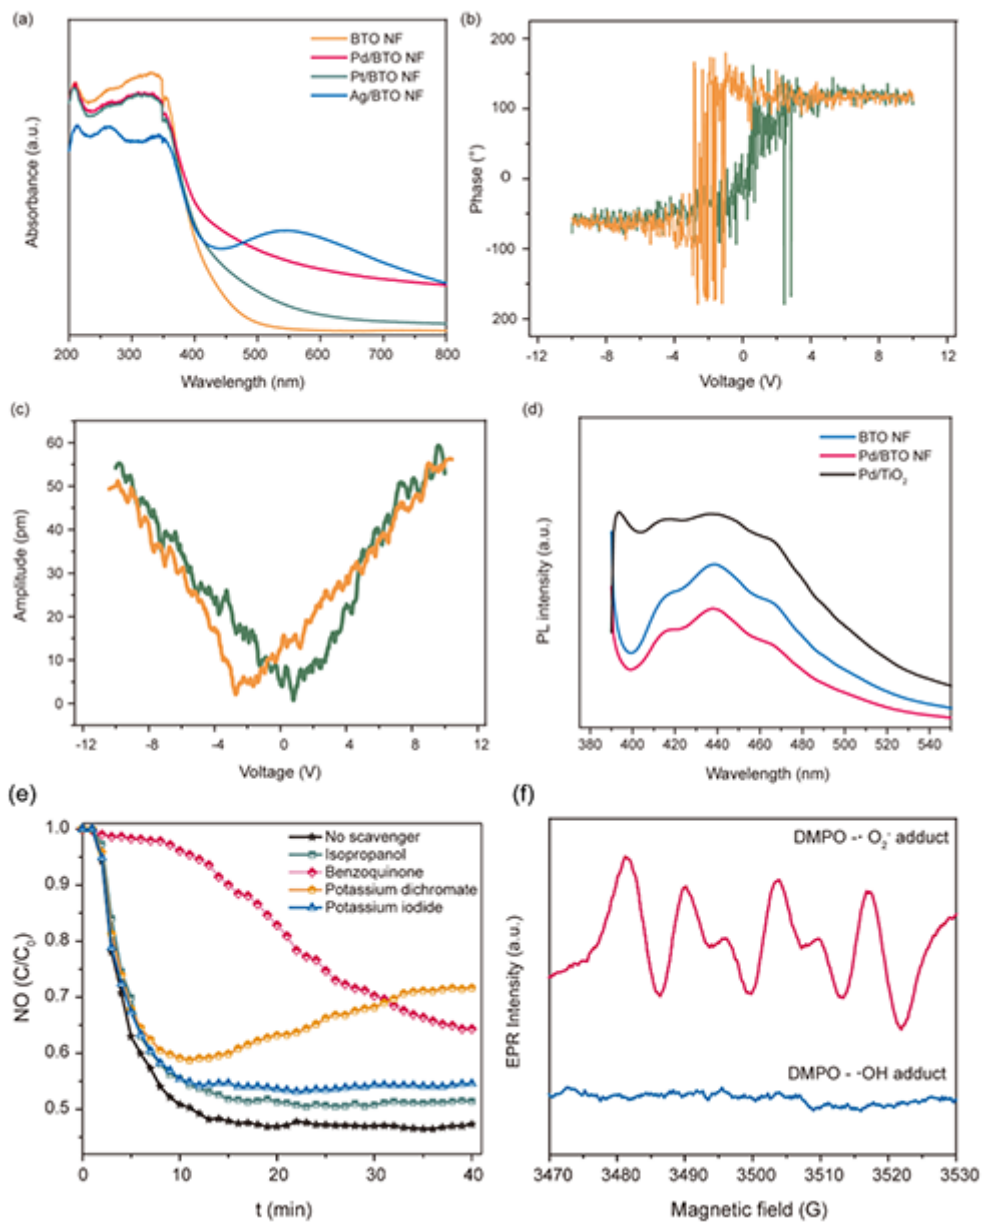 (a)
BTO NF
Pd/BTO NF
Pt/BTO NF
Ag/BTO NF
Absorbance (a.u.)
200 300 400 500 600 700 800
Wavelength (nm)
(b)
200
100
0
-100
200
Phase (°)
-12 -8 -4 0 4 8 12
Voltage (V)
(c)
60
50
40
30
20
10
0
Amplitude (pm)
-12 -8 -4 0 4 8 12
Voltage (V)
(d)
BTO NF
Pd/BTO NF
Pd/TiO₂
PL intensity (a.u.)
380 400 420 440 460 480 500 520 540
Wavelength (nm)
(e)
No scavenger
Isopropanol
Benzoquinone
Potassium dichromate
Potassium iodide
1.0
0.9
0.8
0.7
0.6
0.5
NO (C/C₀)
0 10 20 30 40
t (min)
(f)
DMPO -· O₂⁻ adduct
DMPO - ·OH adduct
EPR Intensity (a.u.)
3470 3480 3490 3500 3510 3520 3530
Magnetic field (G)